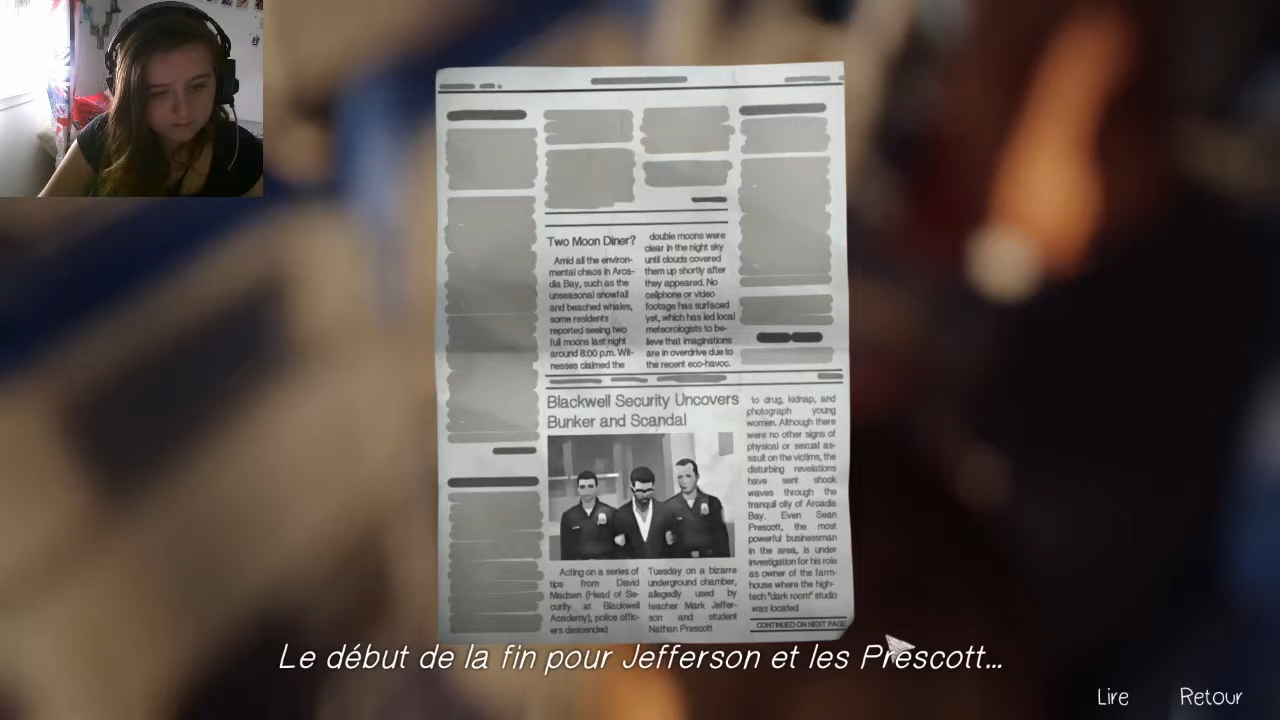 Two Moon Diner?
Amid all the environ-
mental chaos in Arca-
dia Bay, such as the
unseasonal snowfall
and beached whales,
some residents
reported seeing two
full moons last night
around 8:00 p.m. Wit-
nesses claimed the
double moons were
clear in the night sky
until clouds covered
them up shortly after
they appeared. No
cellphone or video
footage has surfaced
yet, which has led local
meteorologists to be-
lieve that imaginations
are in overdrive due to
the recent eco-havoc.
Blackwell Security Uncovers
Bunker and Scandal
Acting on a series of
tips from David
Madsen (Head of Se-
curity at Blackwell
Academy), police offic-
ers descended
Tuesday on a bizarre
underground chamber,
allegedly used by
teacher Mark Jeffer-
son and student
Nathan Prescott
to drug, kidnap, and
photograph young
women. Although there
were no other signs of
physical or sexual as-
sault on the victims, the
disturbing revelations
have sent shock
waves through the
tranquil city of Arcadia
Bay. Even Sean
Prescott, the most
powerful businessman
in the area, is under
investigation for his role
as owner of the farm-
house where the high-
tech "dark room" studio
was located
CONTINUED ON NEXT PAGE
Le début de la fin pour Jefferson et les Prescott...
Lire Retour